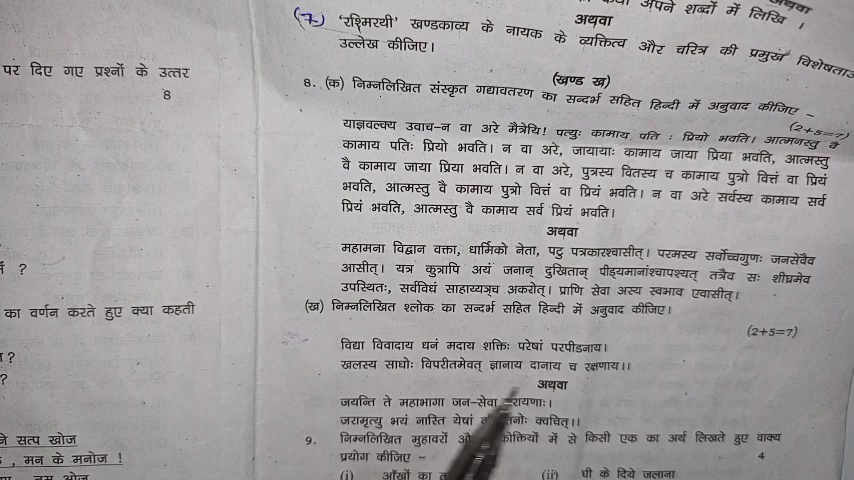 अपने शब्दों में लिखि ।
अथवा
(7) 'रश्मिरथी' खण्डकाव्य के नायक के व्यक्तित्व और चरित्र की प्रमुख विशेषताओं
उल्लेख कीजिए।
(खण्ड ख)
8. (क) निम्नलिखित संस्कृत गद्यावतरण का सन्दर्भ सहित हिन्दी में अनुवाद कीजिए –
(2+5=7)
याज्ञवल्क्य उवाच–न वा अरे मैत्रेयि! पत्युः कामाय पति : प्रियो भवति। आत्मनस्तु वै
कामाय पतिः प्रियो भवति। न वा अरे, जायायाः कामाय जाया प्रिया भवति, आत्मस्तु
वै कामाय जाया प्रिया भवति। न वा अरे, पुत्रस्य वितस्य च कामाय पुत्रो वित्तं वा प्रियं
भवति, आत्मस्तु वै कामाय पुत्रो वित्तं वा प्रियं भवति। न वा अरे सर्वस्य कामाय सर्व
प्रियं भवति, आत्मस्तु वै कामाय सर्व प्रियं भवति।
अथवा
महामना विद्वान वक्ता, धार्मिको नेता, पटु पत्रकारश्चासीत्। परमस्य सर्वोच्चगुणः जनसेवैव
आसीत्। यत्र कुत्रापि अयं जनान् दुखितान् पीड्यमानांश्चापश्यत् तत्रैव सः शीघ्रमेव
उपस्थितः, सर्वविधं साहाय्यञ्च अकरोत्। प्राणि सेवा अस्य स्वभाव एवासीत्।
(ख) निम्नलिखित श्लोक का सन्दर्भ सहित हिन्दी में अनुवाद कीजिए।
(2+5=7)
विद्या विवादाय धनं मदाय शक्तिः परेषां परपीडनाय।
खलस्य साधोः विपरीतमेवत् ज्ञानाय दानाय च रक्षणाय।।
अथवा
जयन्ति ते महाभागा जन-सेवा
जरामृत्यु भयं नास्ति येषां क्वचित्।।
9. निम्नलिखित मुहावरों में से किसी एक का अर्थ लिखते हुए वाक्य
प्रयोग कीजिए – 4
(i) आँखों का (ii) घी के दिये जलाना
पर दिए गए प्रश्नों के उत्तर
8
?
का वर्णन करते हुए क्या कहती
?
?
ने सत्प खोज
, मन के मनोज !